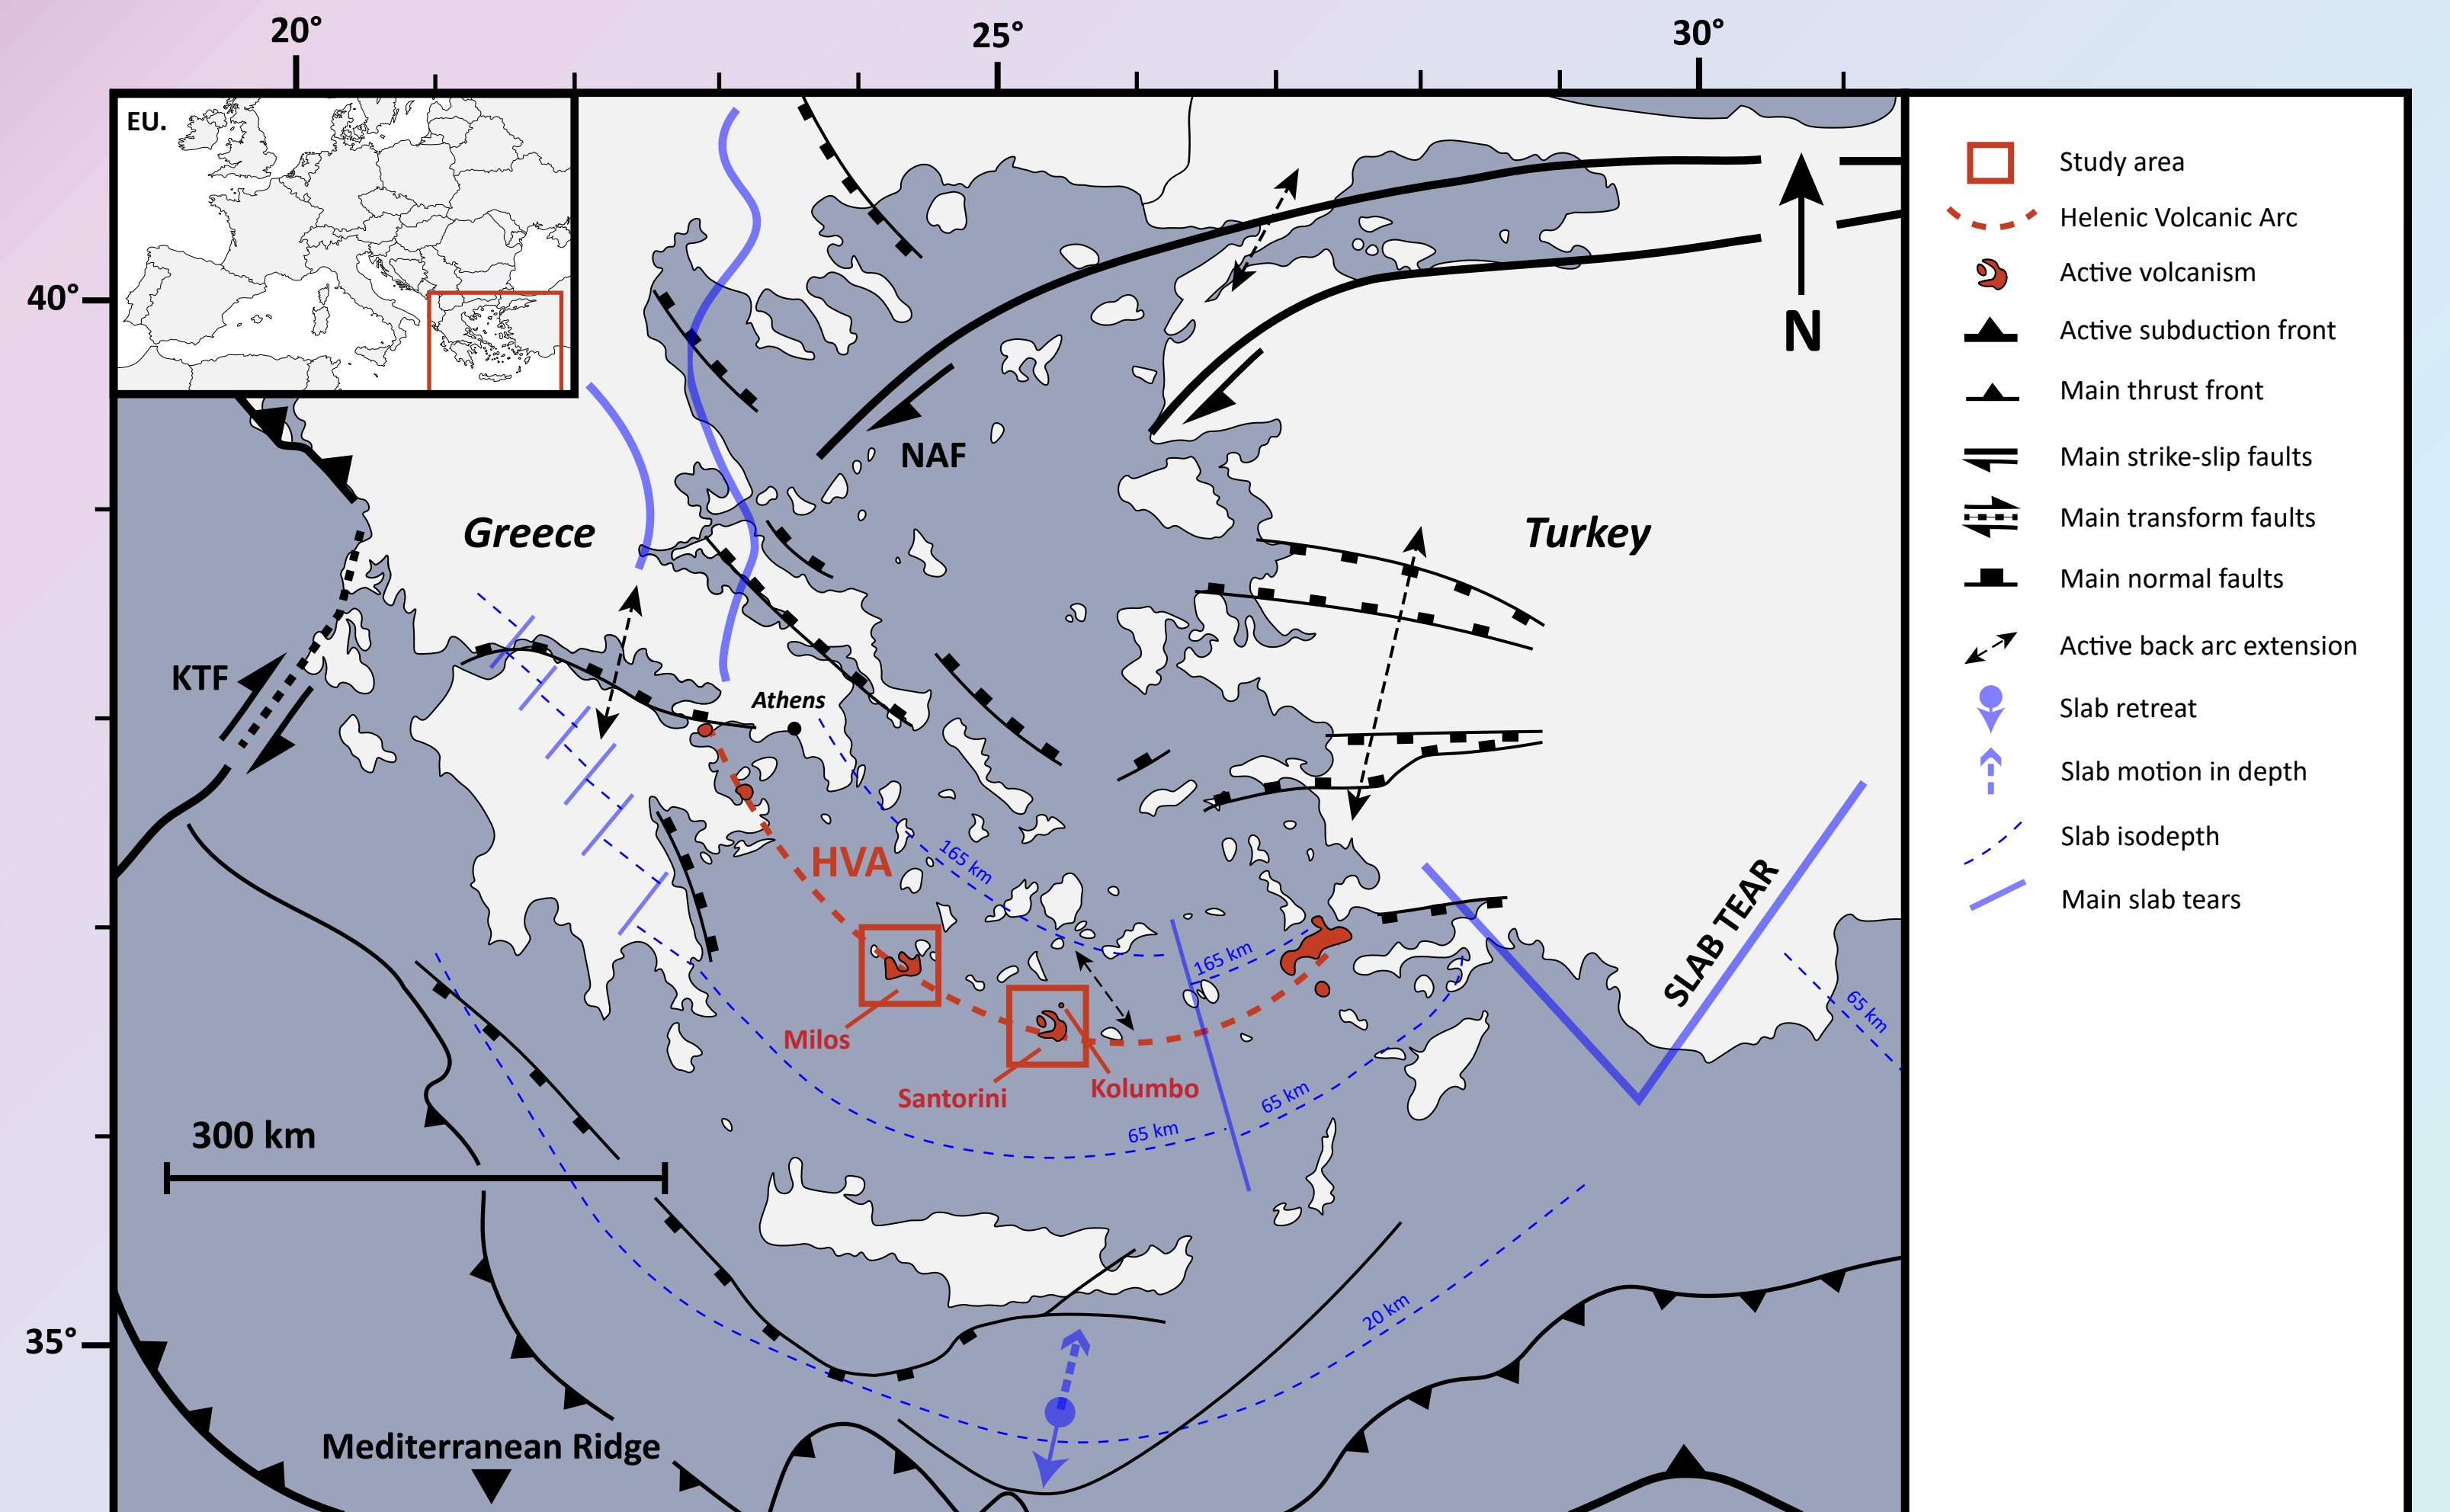 20°
25°
30°
EU.
40°
N
NAF
Greece
Turkey
KTF
Athens
HVA
165 km
165 km
SLAB TEAR
65 km
Milos
Santorini
Kolumbo
65 km
65 km
300 km
20 km
35°
Mediterranean Ridge
Study area
Helenic Volcanic Arc
Active volcanism
Active subduction front
Main thrust front
Main strike-slip faults
Main transform faults
Main normal faults
Active back arc extension
Slab retreat
Slab motion in depth
Slab isodepth
Main slab tears